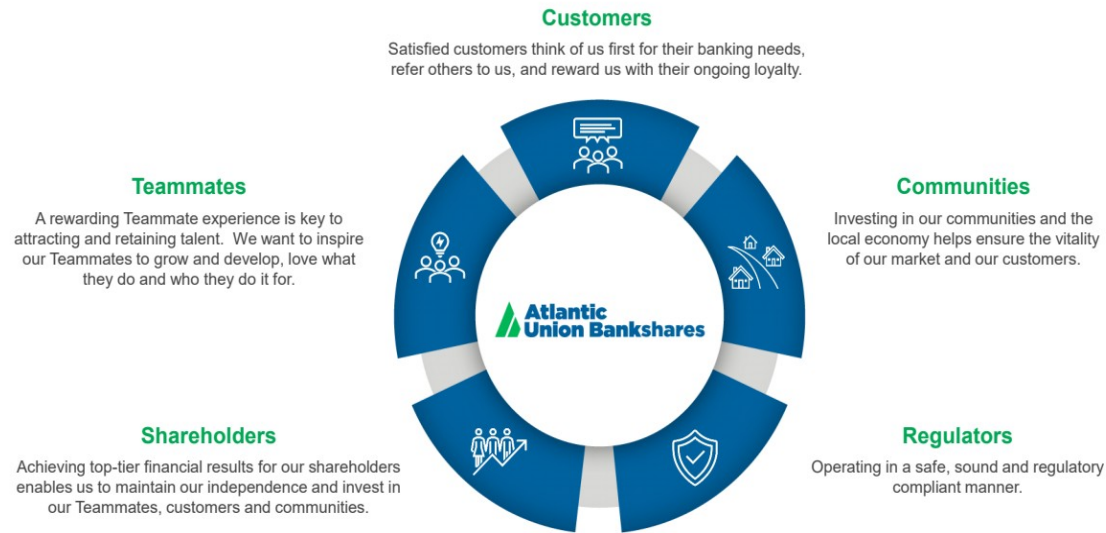 Customers
Satisfied customers think of us first for their banking needs,
refer others to us, and reward us with their ongoing loyalty.
Teammates
A rewarding Teammate experience is key to
attracting and retaining talent.  We want to inspire
our Teammates to grow and develop, love what
they do and who they do it for.
Communities
Investing in our communities and the
local economy helps ensure the vitality
of our market and our customers.
Atlantic
Union Bankshares
Shareholders
Achieving top-tier financial results for our shareholders
enables us to maintain our independence and invest in
our Teammates, customers and communities.
Regulators
Operating in a safe, sound and regulatory
compliant manner.